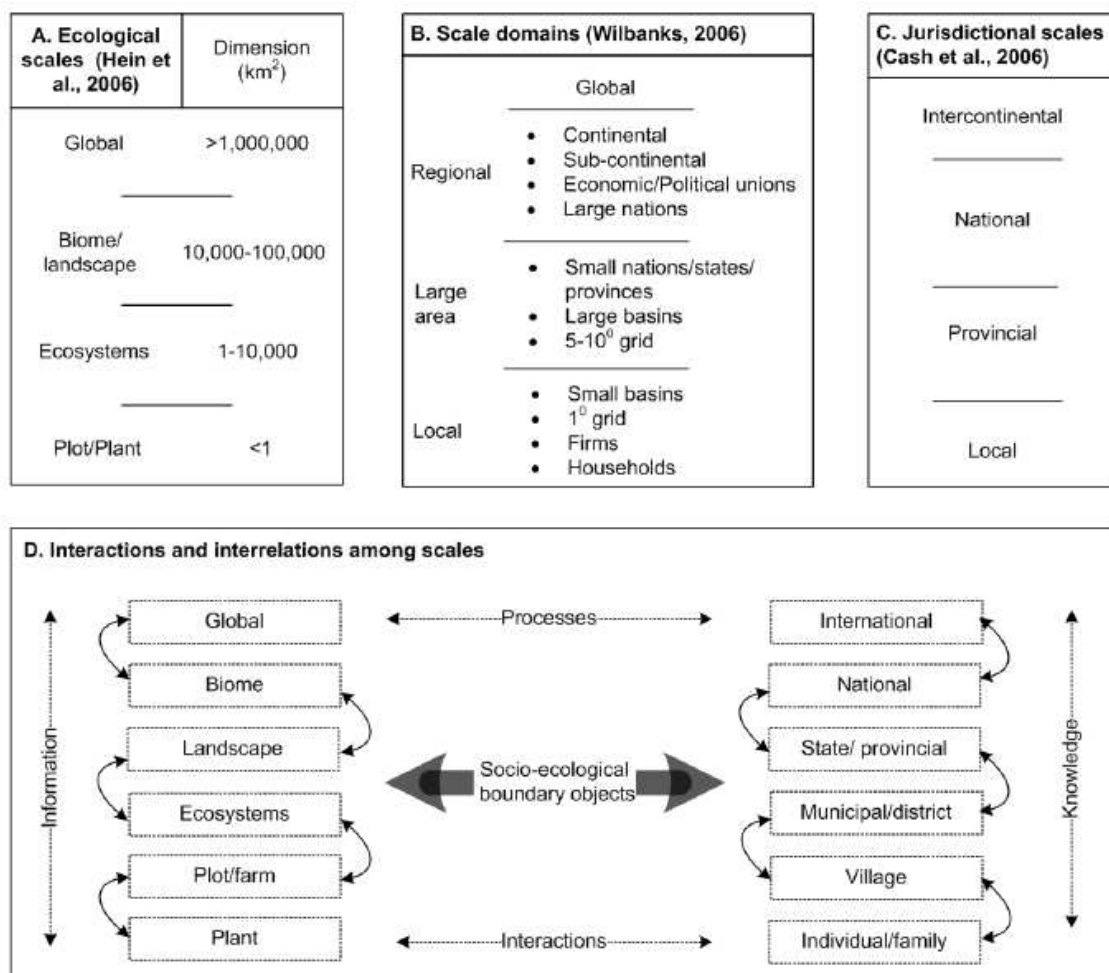 A. Ecological
scales (Hein et
al., 2006)
Dimension
(km²)
Global
>1,000,000
Biome/
landscape
10,000-100,000
Ecosystems
1-10,000
Plot/Plant
<1
B. Scale domains (Wilbanks, 2006)
Global
Regional
• Continental
• Sub-continental
• Economic/Political unions
• Large nations
Large
area
• Small nations/states/
provinces
• Large basins
• 5-10⁰ grid
Local
• Small basins
• 1⁰ grid
• Firms
• Households
C. Jurisdictional scales
(Cash et al., 2006)
Intercontinental
National
Provincial
Local
D. Interactions and interrelations among scales
Information
Global
Biome
Landscape
Ecosystems
Plot/farm
Plant
Processes
Socio-ecological
boundary objects
Interactions
International
National
State/ provincial
Municipal/district
Village
Individual/family
Knowledge